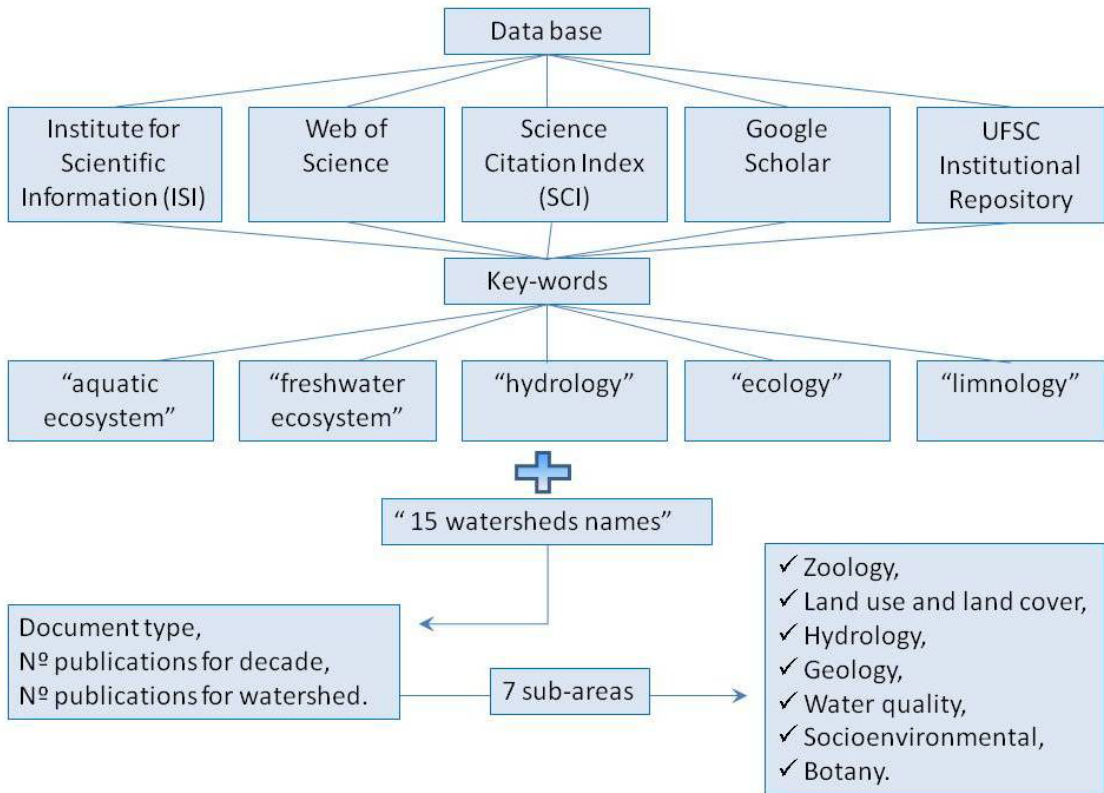 Data base
Institute for
Scientific
Information (ISI)
Web of
Science
Science
Citation Index
(SCI)
Google
Scholar
UFSC
Institutional
Repository
Key-words
“aquatic
ecosystem”
“freshwater
ecosystem”
“hydrology”
“ecology”
“limnology”
“ 15 watersheds names”
Document type,
Nº publications for decade,
Nº publications for watershed.
7 sub-areas
✓ Zoology,
✓ Land use and land cover,
✓ Hydrology,
✓ Geology,
✓ Water quality,
✓ Socioenvironmental,
✓ Botany.